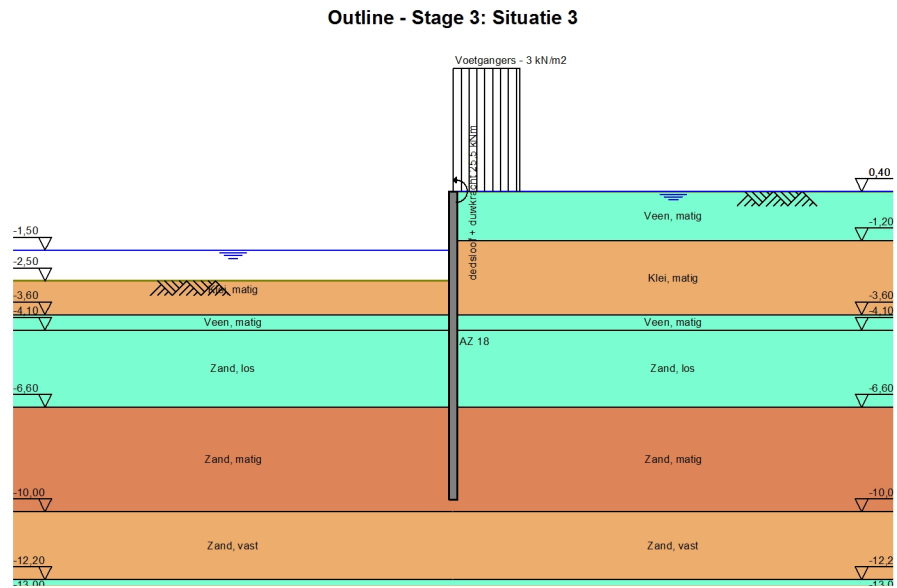 Outline - Stage 3: Situatie 3
Voetgangers - 3 kN/m2
dedsloof + duwkracht 25,5 kNm
0,40
Veen, matig
-1,20
-1,50
-2,50
Klei, matig
Klei, matig
-3,60
-3,60
-4,10
Veen, matig
Veen, matig
-4,10
AZ 18
Zand, los
Zand, los
-6,60
-6,60
Zand, matig
Zand, matig
-10,00
-10,0
Zand, vast
Zand, vast
-12,20
-12,2
-13,00
-13,0